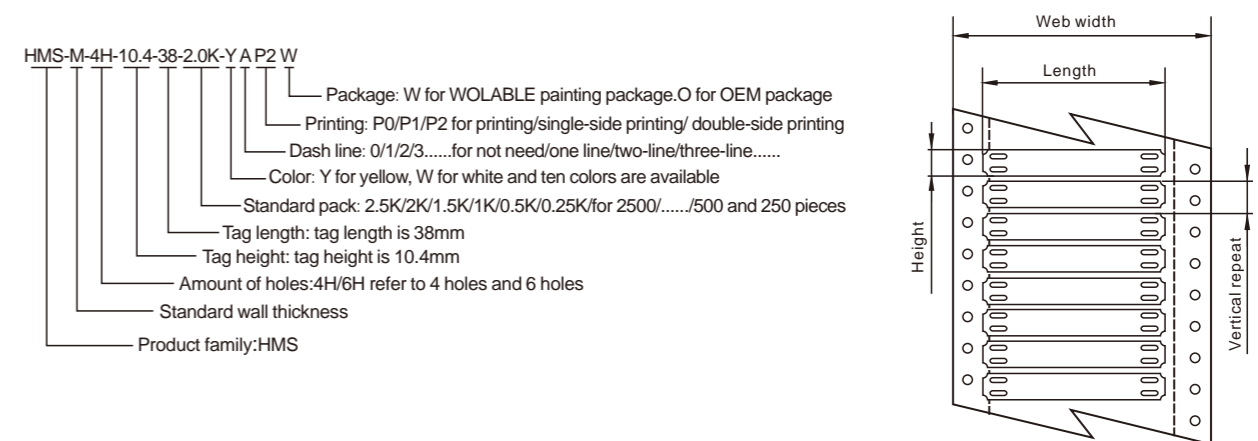 HMS-M-4H-10.4-38-2.0K-Y A P2 W
Package: W for WOLABLE painting package.O for OEM package
Printing: P0/P1/P2 for printing/single-side printing/ double-side printing
Dash line: 0/1/2/3......for not need/one line/two-line/three-line......
Color: Y for yellow, W for white and ten colors are available
Standard pack: 2.5K/2K/1.5K/1K/0.5K/0.25K/for 2500/....../500 and 250 pieces
Tag length: tag length is 38mm
Tag height: tag height is 10.4mm
Amount of holes:4H/6H refer to 4 holes and 6 holes
Standard wall thickness
Product family:HMS
Web width
Length
Height
Vertical repeat